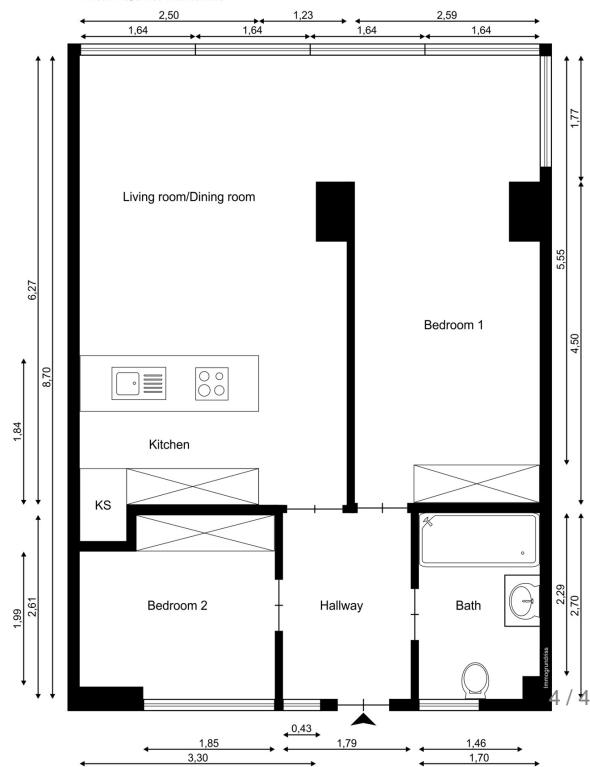 2,50 1,23 2,59
1,64 1,64 1,64 1,64
1,77
Living room/Dining room
5,55
6,27
Bedroom 1
4,50
8,70
1,84
Kitchen
KS
2,29
2,70
1,99
2,61
Bedroom 2 Hallway Bath
Immogrundriss
4 / 4
0,43
1,85 1,79 1,46
3,30 1,70